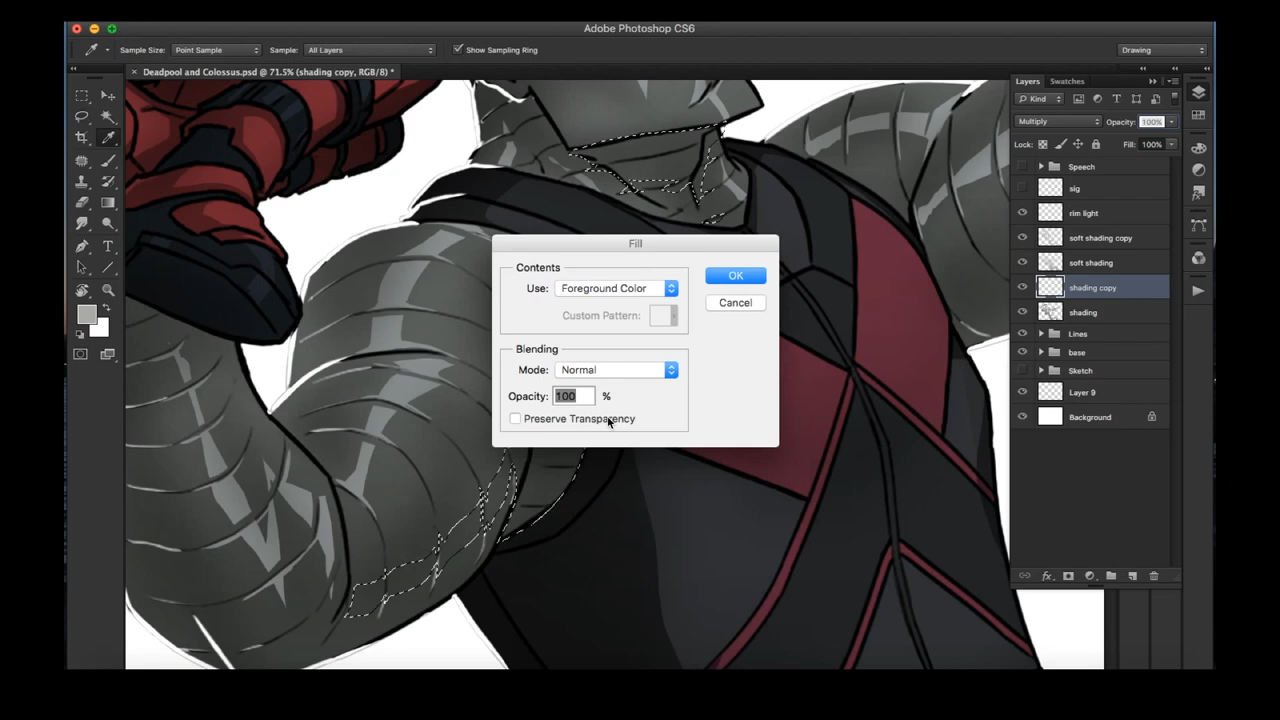 Adobe Photoshop CS6
Sample Size: Point Sample Sample: All Layers Show Sampling Ring Drawing
Deadpool and Colossus.psd @ 71.5% (shading copy, RGB/8) *
Layers Swatches
Kind
Multiply Opacity: 100%
Lock: Fill: 100%
Speech
sig
rim light
soft shading copy
soft shading
shading copy
shading
Lines
base
Sketch
Layer 9
Background
Fill
Contents
Use: Foreground Color
Custom Pattern:
Blending
Mode: Normal
Opacity: 100 %
Preserve Transparency
OK
Cancel